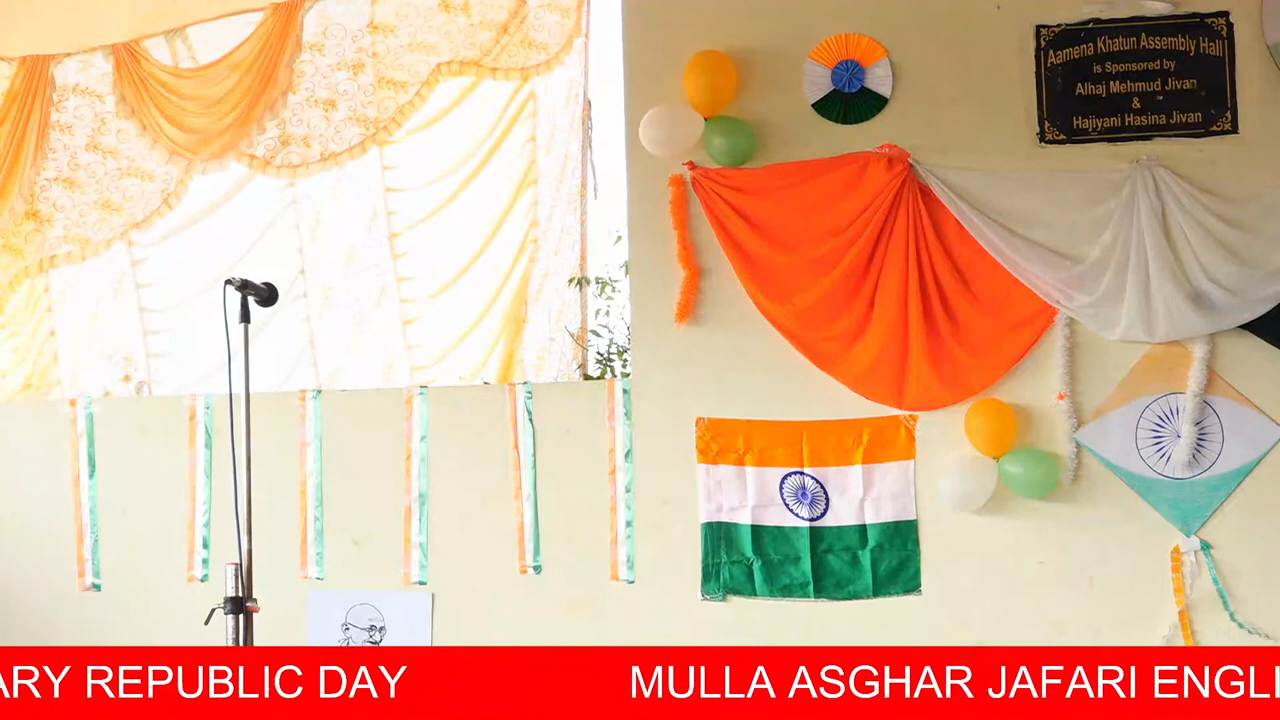 Aamena Khatun Assembly Hall
is Sponsored by
Alhaj Mehmud Jivan
&
Hajiyani Hasina Jivan
ARY REPUBLIC DAY MULLA ASGHAR JAFARI ENGLI